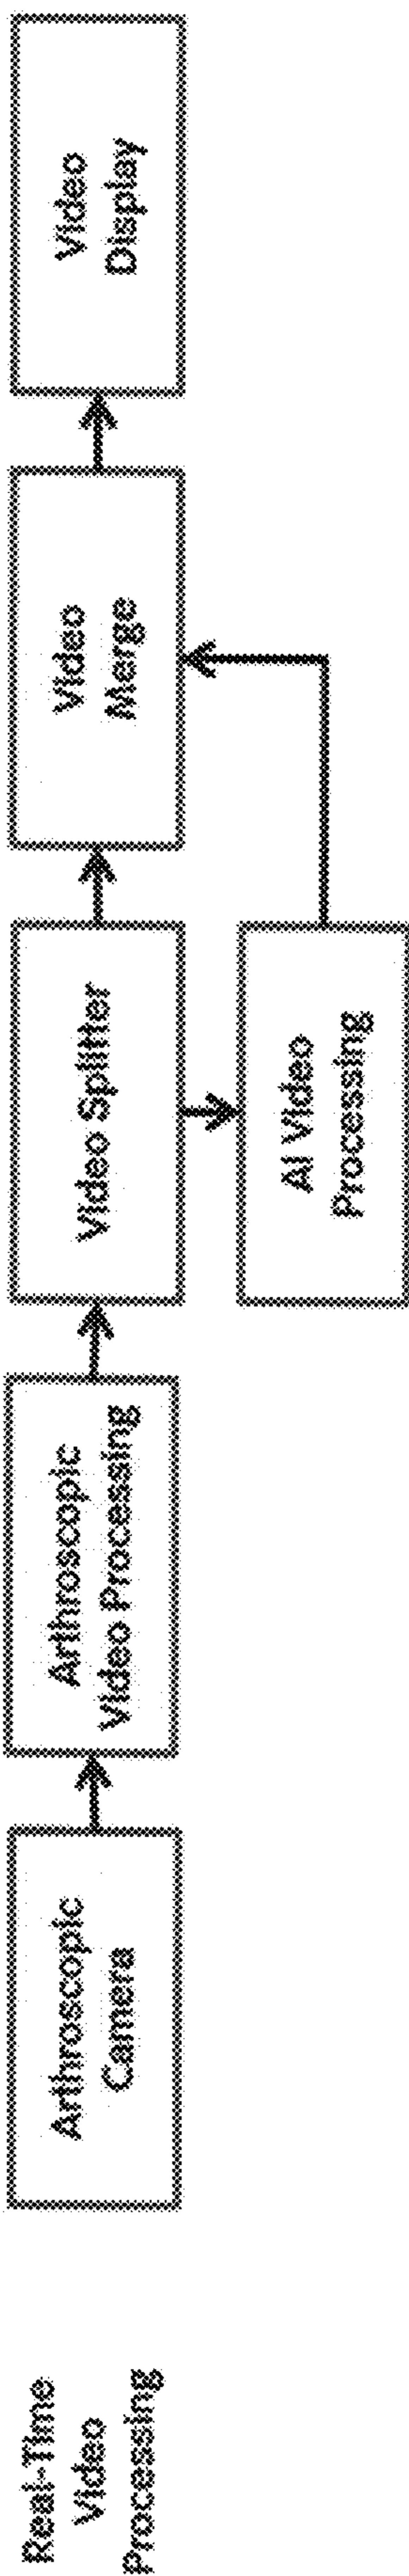 Real-Time
Video
Processing
Arthroscopic
Camera
Arthroscopic
Video Processing
Video Splitter
AI Video
Processing
Video
Merge
Video
Display